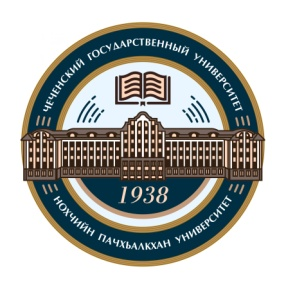 ЧЕЧЕНСКИЙ ГОСУДАРСТВЕННЫЙ УНИВЕРСИТЕТ
1938
НОХЧИЙН ПАЧХЬАЛКХАН УНИВЕРСИТЕТ